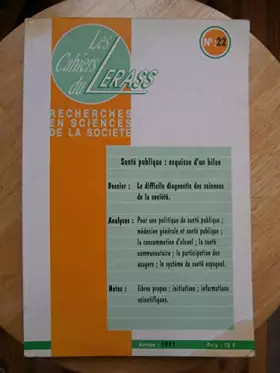 Les
Cahiers
du
LERASS
N° 22
RECHERCHES
EN SCIENCES
DE LA SOCIETE
Santé publique : esquisse d'un bilan
Dossier : Le difficile diagnostic des sciences
de la société.
Analyses : Pour une politique de santé publique ;
médecine générale et santé publique ;
la consommation d'alcool ; la santé
communautaire ; la participation des
usagers ; le système de santé espagnol.
Notes : libres propos ; initiatives ; informations
scientifiques.
Année : 1991
Prix : 75 F